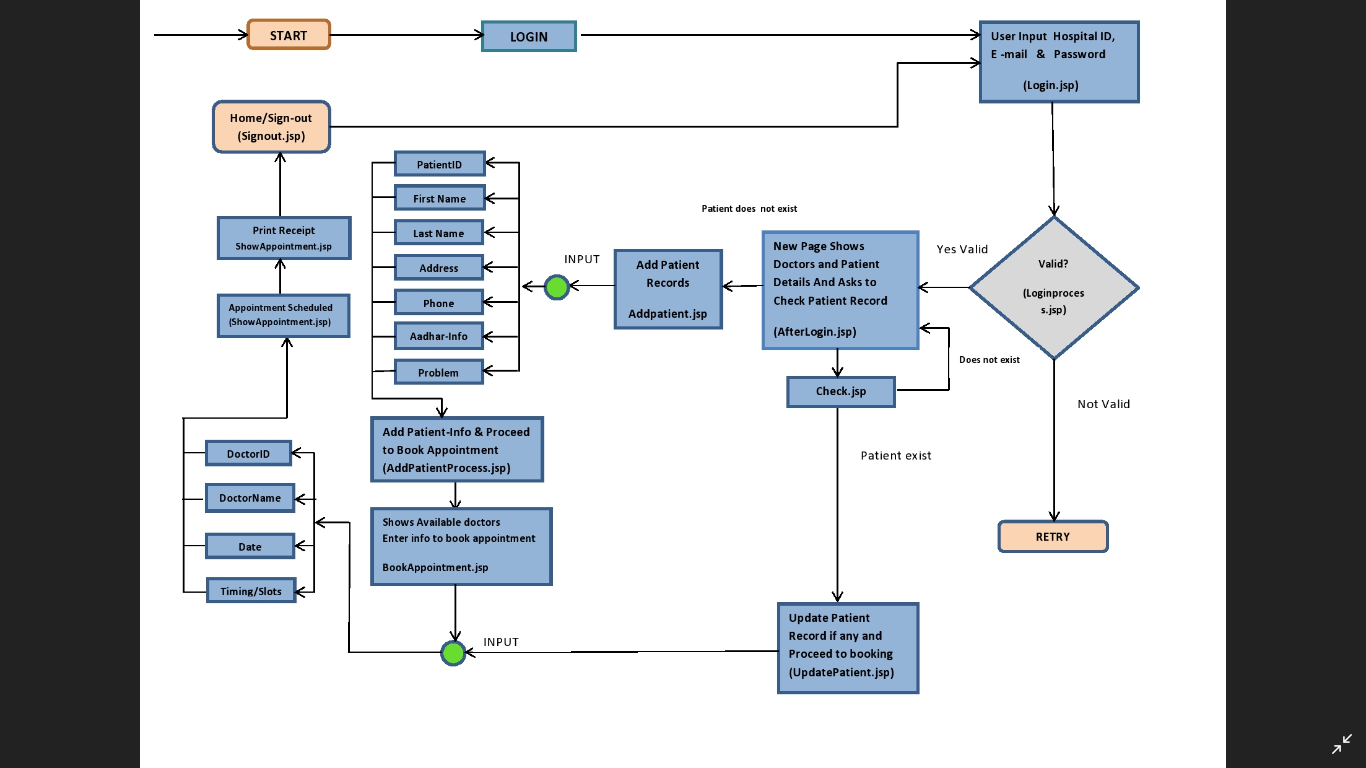 START
LOGIN
User Input Hospital ID,
E -mail & Password
(Login.jsp)
Home/Sign-out
(Signout.jsp)
PatientID
First Name
Last Name
Address
Phone
Aadhar-Info
Problem
Print Receipt
ShowAppointment.jsp
Appointment Scheduled
(ShowAppointment.jsp)
INPUT
Add Patient
Records
Addpatient.jsp
Patient does not exist
New Page Shows
Doctors and Patient
Details And Asks to
Check Patient Record
(AfterLogin.jsp)
Yes Valid
Valid?
(Loginproces
s.jsp)
Does not exist
Check.jsp
Not Valid
Patient exist
Add Patient-Info & Proceed
to Book Appointment
(AddPatientProcess.jsp)
DoctorID
DoctorName
Date
Timing/Slots
Shows Available doctors
Enter info to book appointment
BookAppointment.jsp
RETRY
INPUT
Update Patient
Record if any and
Proceed to booking
(UpdatePatient.jsp)